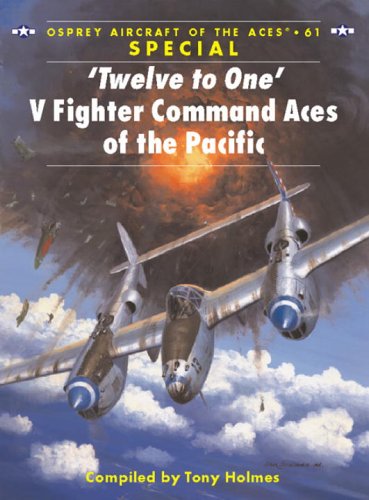 OSPREY AIRCRAFT OF THE ACES® • 61
SPECIAL
'Twelve to One'
V Fighter Command Aces
of the Pacific
Compiled by Tony Holmes